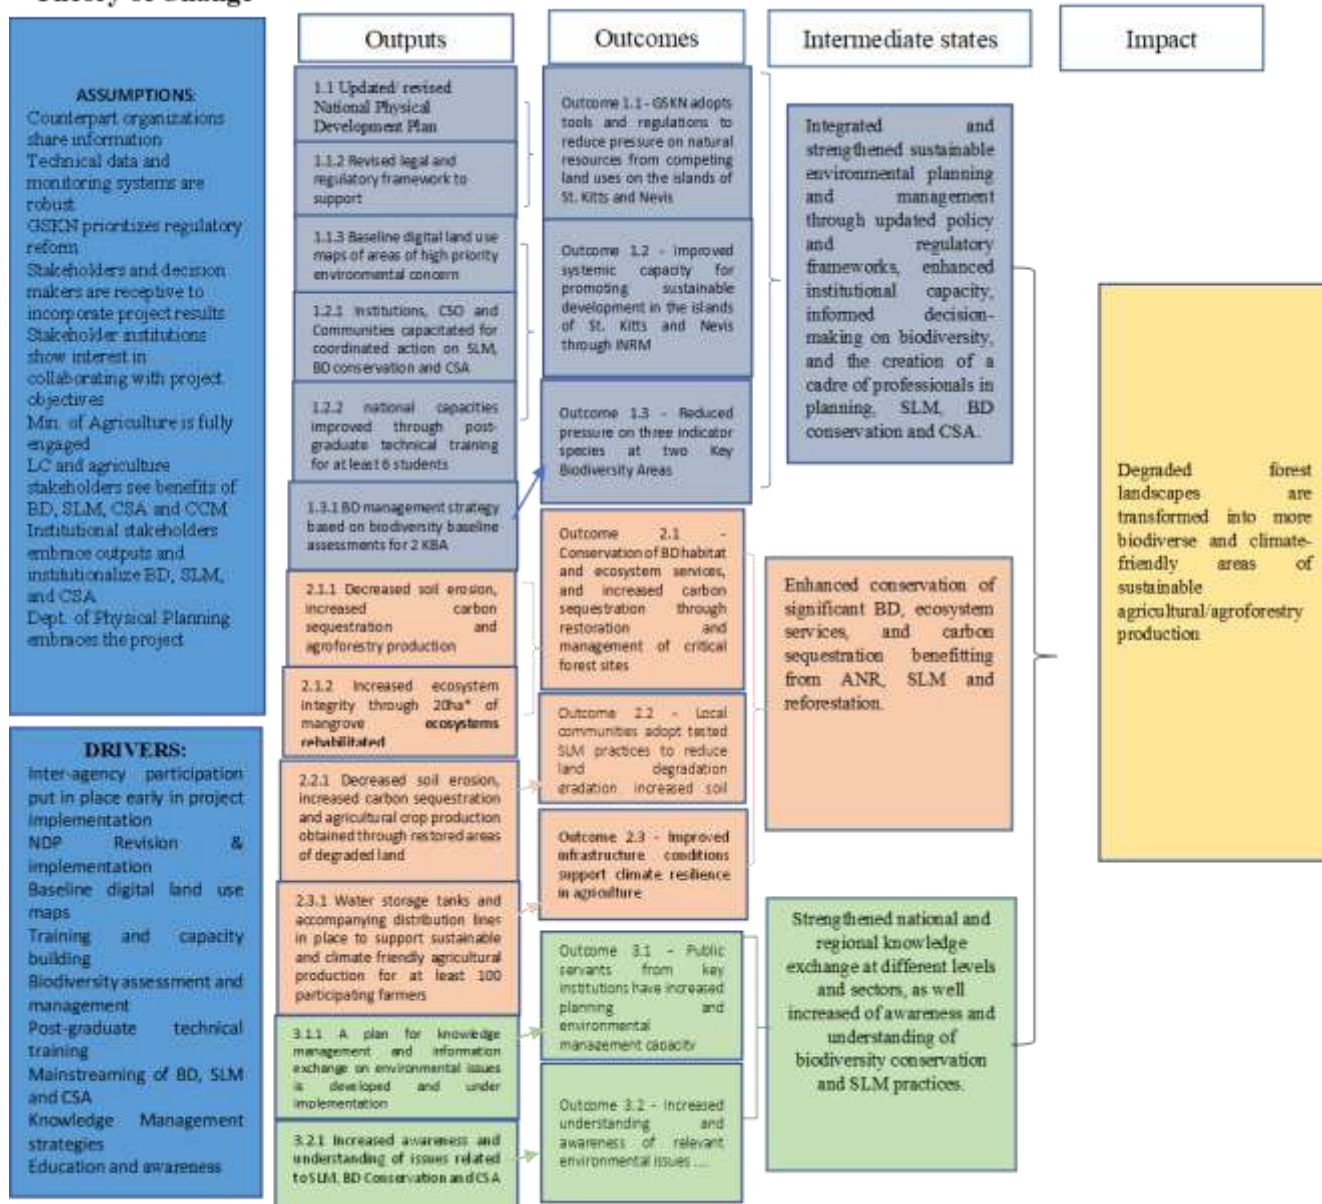 Theory of Change
Outputs
Outcomes
Intermediate states
Impact
ASSUMPTIONS:
Counterpart organizations
share information
Technical data and
monitoring systems are
robust
GSKN prioritizes regulatory
reform
Stakeholders and decision
makers are receptive to
incorporate project results
Stakeholder institutions
show interest in
collaborating with project
objectives
Min. of Agriculture is fully
engaged
LC and agriculture
stakeholders see benefits of
BD, SLM, CSA and CCM
Institutional stakeholders
embrace outputs and
institutionalize BD, SLM,
and CSA
Dept. of Physical Planning
embraces the project
DRIVERS:
Inter-agency participation
put in place early in project
implementation
NDP Revision &
implementation
Baseline digital land use
maps
Training and capacity
building
Biodiversity assessment and
management
Post-graduate technical
training
Mainstreaming of BD, SLM
and CSA
Knowledge Management
strategies
Education and awareness
1.1 Updated/ revised
National Physical
Development Plan
1.1.2 Revised legal and
regulatory framework to
support
1.1.3 Baseline digital land use
maps of areas of high priority
environmental concern
1.2.1 Institutions, CSO and
Communities capacitated for
coordinated action on SLM,
BD conservation and CSA
1.2.2 national capacities
improved through post-
graduate technical training
for at least 6 students
1.3.1 BD management strategy
based on biodiversity baseline
assessments for 2 KBA
2.1.1 Decreased soil erosion,
increased carbon
sequestration and
agroforestry production
2.1.2 Increased ecosystem
integrity through 20ha* of
mangrove ecosystems
rehabilitated
2.2.1 Decreased soil erosion,
increased carbon sequestration
and agricultural crop production
obtained through restored areas
of degraded land
2.3.1 Water storage tanks and
accompanying distribution lines
in place to support sustainable
and climate friendly agricultural
production for at least 100
participating farmers
3.1.1 A plan for knowledge
management and information
exchange on environmental issues
is developed and under
implementation
3.2.1 Increased awareness and
understanding of issues related
to SLM, BD Conservation and CSA
Outcome 1.1 - GSKN adopts
tools and regulations to
reduce pressure on natural
resources from competing
land uses on the islands of
St. Kitts and Nevis
Outcome 1.2 - Improved
systemic capacity for
promoting sustainable
development in the islands
of St. Kitts and Nevis
through INRM
Outcome 1.3 - Reduced
pressure on three indicator
species at two Key
Biodiversity Areas
Outcome 2.1 -
Conservation of BD habitat
and ecosystem services,
and increased carbon
sequestration through
restoration and
management of critical
forest sites
Outcome 2.2 - Local
communities adopt tested
SLM practices to reduce
land degradation
gradation increased soil
Outcome 2.3 - Improved
infrastructure conditions
support climate resilience
in agriculture
Outcome 3.1 - Public
servants from key
institutions have increased
planning and
environmental
management capacity
Outcome 3.2 - Increased
understanding and
awareness of relevant
environmental issues ....
Integrated and
strengthened sustainable
environmental planning
and management
through updated policy
and regulatory
frameworks, enhanced
institutional capacity,
informed decision-
making on biodiversity,
and the creation of a
cadre of professionals in
planning, SLM, BD
conservation and CSA.
Enhanced conservation of
significant BD, ecosystem
services, and carbon
sequestration benefitting
from ANR, SLM and
reforestation.
Strengthened national and
regional knowledge
exchange at different levels
and sectors, as well
increased of awareness and
understanding of
biodiversity conservation
and SLM practices.
Degraded forest
landscapes are
transformed into more
biodiverse and climate-
friendly areas of
sustainable
agricultural/agroforestry
production